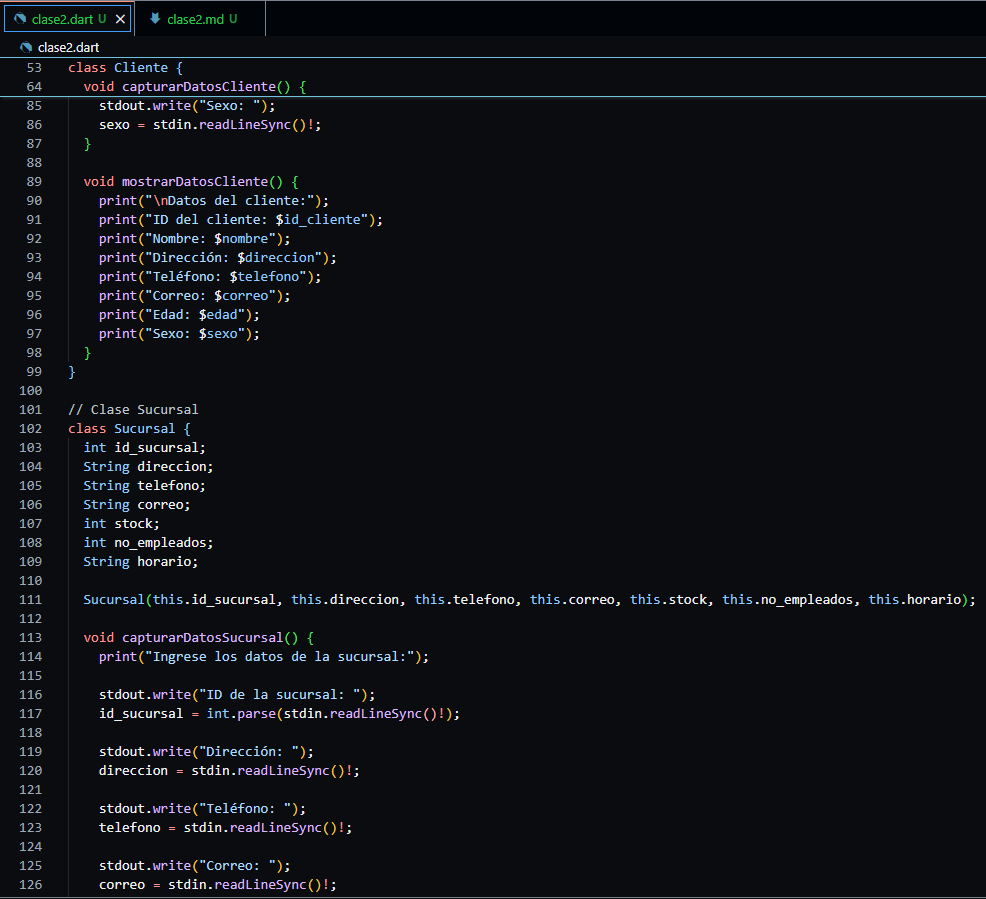 clase2.dart U ✕ clase2.md U
clase2.dart
53 class Cliente {
64 void capturarDatosCliente() {
85 stdout.write("Sexo: ");
86 sexo = stdin.readLineSync()!;
87 }
88
89 void mostrarDatosCliente() {
90 print("\nDatos del cliente:");
91 print("ID del cliente: $id_cliente");
92 print("Nombre: $nombre");
93 print("Dirección: $direccion");
94 print("Teléfono: $telefono");
95 print("Correo: $correo");
96 print("Edad: $edad");
97 print("Sexo: $sexo");
98 }
99 }
100
101 // Clase Sucursal
102 class Sucursal {
103 int id_sucursal;
104 String direccion;
105 String telefono;
106 String correo;
107 int stock;
108 int no_empleados;
109 String horario;
110
111 Sucursal(this.id_sucursal, this.direccion, this.telefono, this.correo, this.stock, this.no_empleados, this.horario);
112
113 void capturarDatosSucursal() {
114 print("Ingrese los datos de la sucursal:");
115
116 stdout.write("ID de la sucursal: ");
117 id_sucursal = int.parse(stdin.readLineSync()!);
118
119 stdout.write("Dirección: ");
120 direccion = stdin.readLineSync()!;
121
122 stdout.write("Teléfono: ");
123 telefono = stdin.readLineSync()!;
124
125 stdout.write("Correo: ");
126 correo = stdin.readLineSync()!;